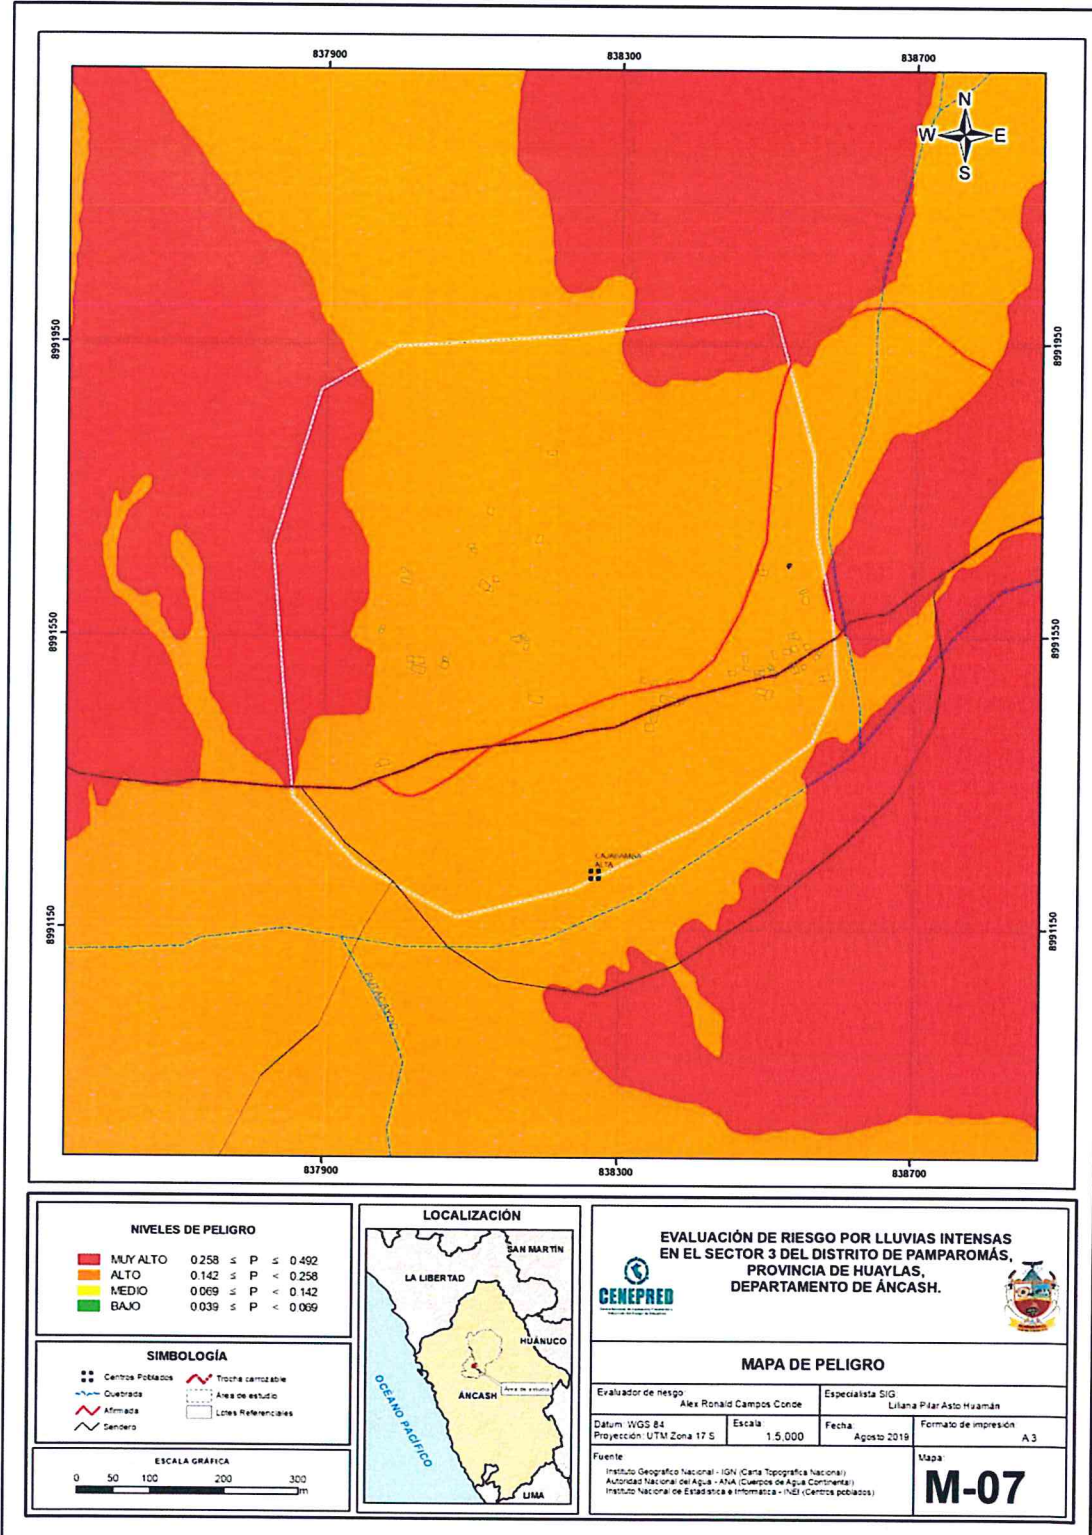 837900
838300
838700
N
W
E
S
8991950
8991950
8991550
8991550
CAJABAMBA
ALTA
8991150
8991150
837900
838300
838700
NIVELES DE PELIGRO
MUY ALTO 0.258 ≤ P ≤ 0.492
ALTO 0.142 ≤ P < 0.258
MEDIO 0.069 ≤ P < 0.142
BAJO 0.039 ≤ P < 0.069
SIMBOLOGÍA
Centros Poblados
Trocha carrozable
Quebrada
Área de estudio
Afirmada
Lotes Referenciales
Sendero
ESCALA GRÁFICA
0 50 100 200 300
m
LOCALIZACIÓN
SAN MARTÍN
LA LIBERTAD
HUÁNUCO
Área de estudio
ÁNCASH
OCÉANO PACÍFICO
LIMA
EVALUACIÓN DE RIESGO POR LLUVIAS INTENSAS
EN EL SECTOR 3 DEL DISTRITO DE PAMPAROMÁS,
PROVINCIA DE HUAYLAS,
DEPARTAMENTO DE ÁNCASH.
CENEPRED
MAPA DE PELIGRO
Evaluador de riesgo
Alex Ronald Campos Conde
Especialista SIG
Liliana Pilar Asto Huamán
Datum: WGS 84
Proyección: UTM Zona 17 S
Escala
1:5,000
Fecha
Agosto 2019
Formato de impresión
A3
Fuente
Instituto Geográfico Nacional - IGN (Carta Topográfica Nacional)
Autoridad Nacional del Agua - ANA (Cuerpos de Agua Continental)
Instituto Nacional de Estadistica e Informatica - INEI (Centros poblados)
Mapa:
M-07